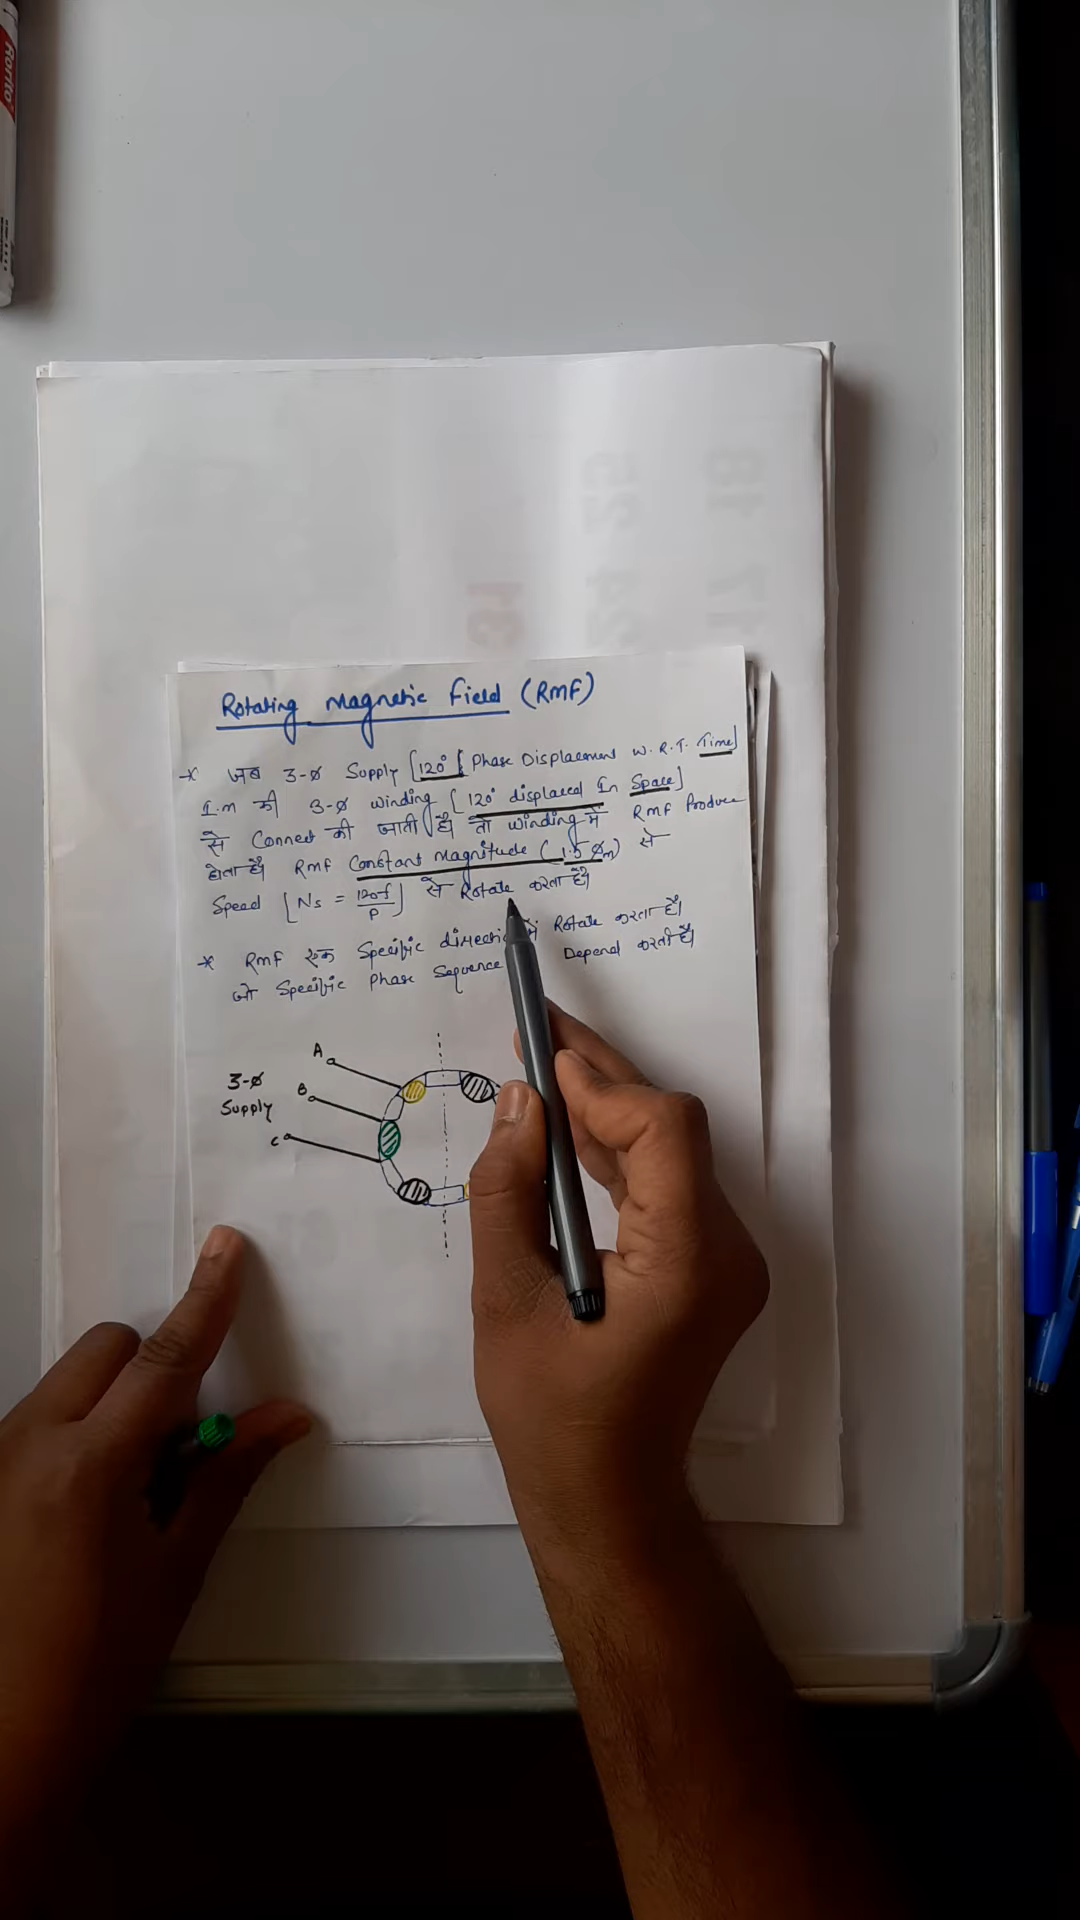 Rorito
Rotating Magnetic Field (RMF)
* जब 3-ø Supply [120° [ Phase Displacement W.R.T. Time]
I.m की 3-ø winding [120° displaced In Space]
से Connect की जाती है। तो winding में RMF Produce
होता है। RMF Constant Magnitude (1.5 øm) से
Speed [Ns = 120f/P] से Rotate करता है।
* RMF एक Specific direction में Rotate करता है।
जो Specific Phase Sequence Depend करती है।
A
3-ø
B
Supply
C